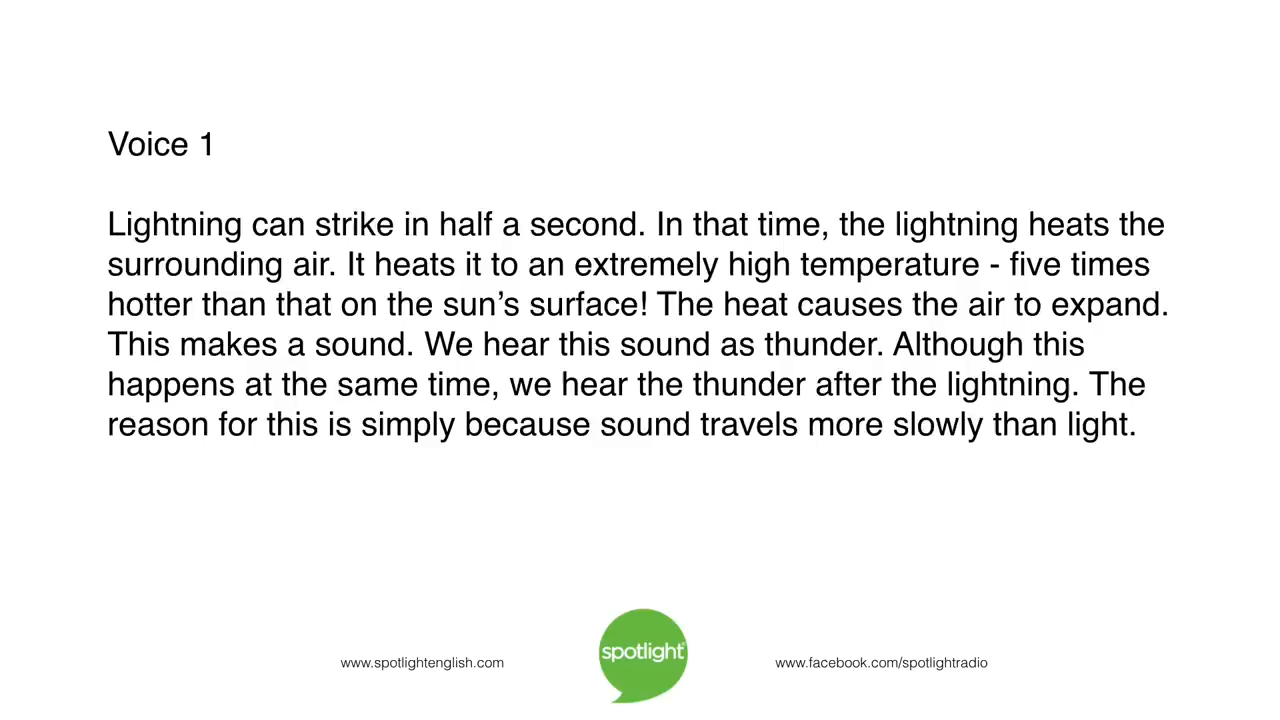 Voice 1
Lightning can strike in half a second. In that time, the lightning heats the
surrounding air. It heats it to an extremely high temperature - five times
hotter than that on the sun’s surface! The heat causes the air to expand.
This makes a sound. We hear this sound as thunder. Although this
happens at the same time, we hear the thunder after the lightning. The
reason for this is simply because sound travels more slowly than light.
www.spotlightenglish.com
spotlight®
www.facebook.com/spotlightradio